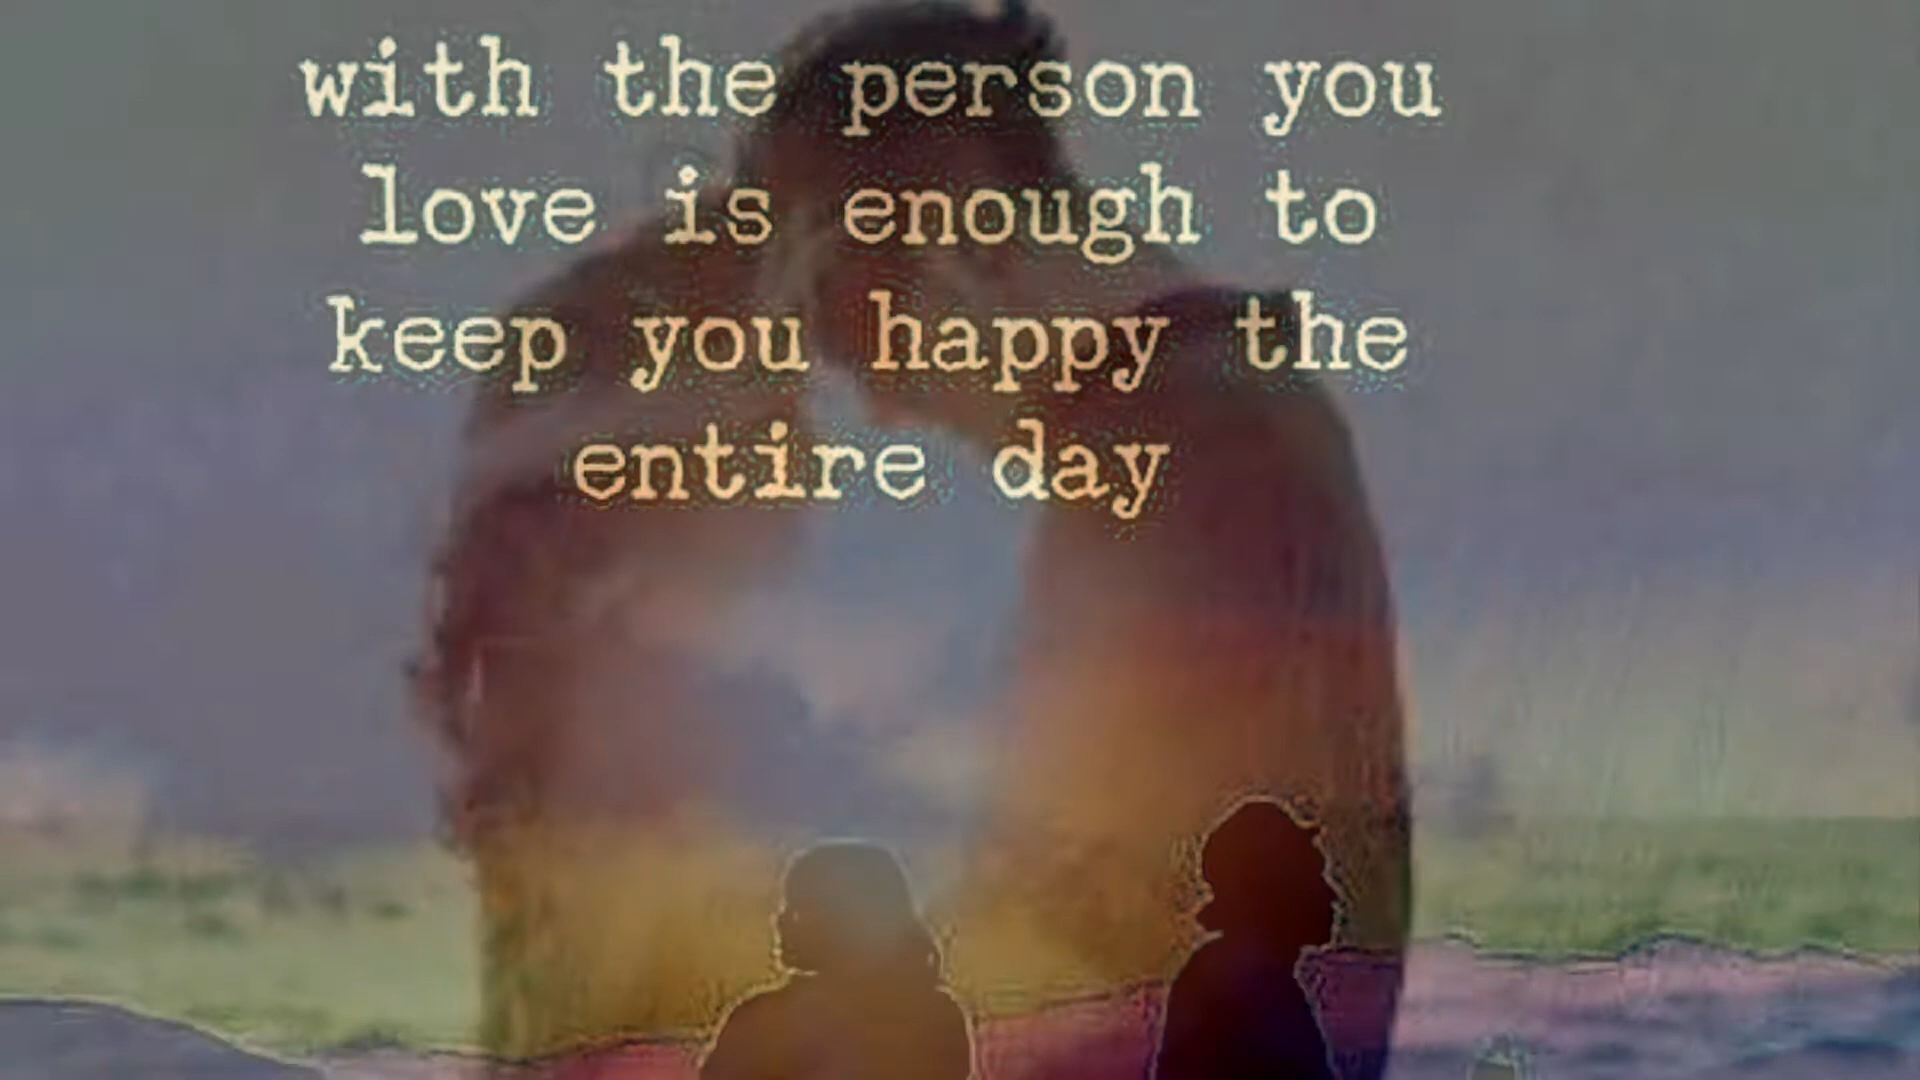 with the person you
love is enough to
keep you happy the
entire day